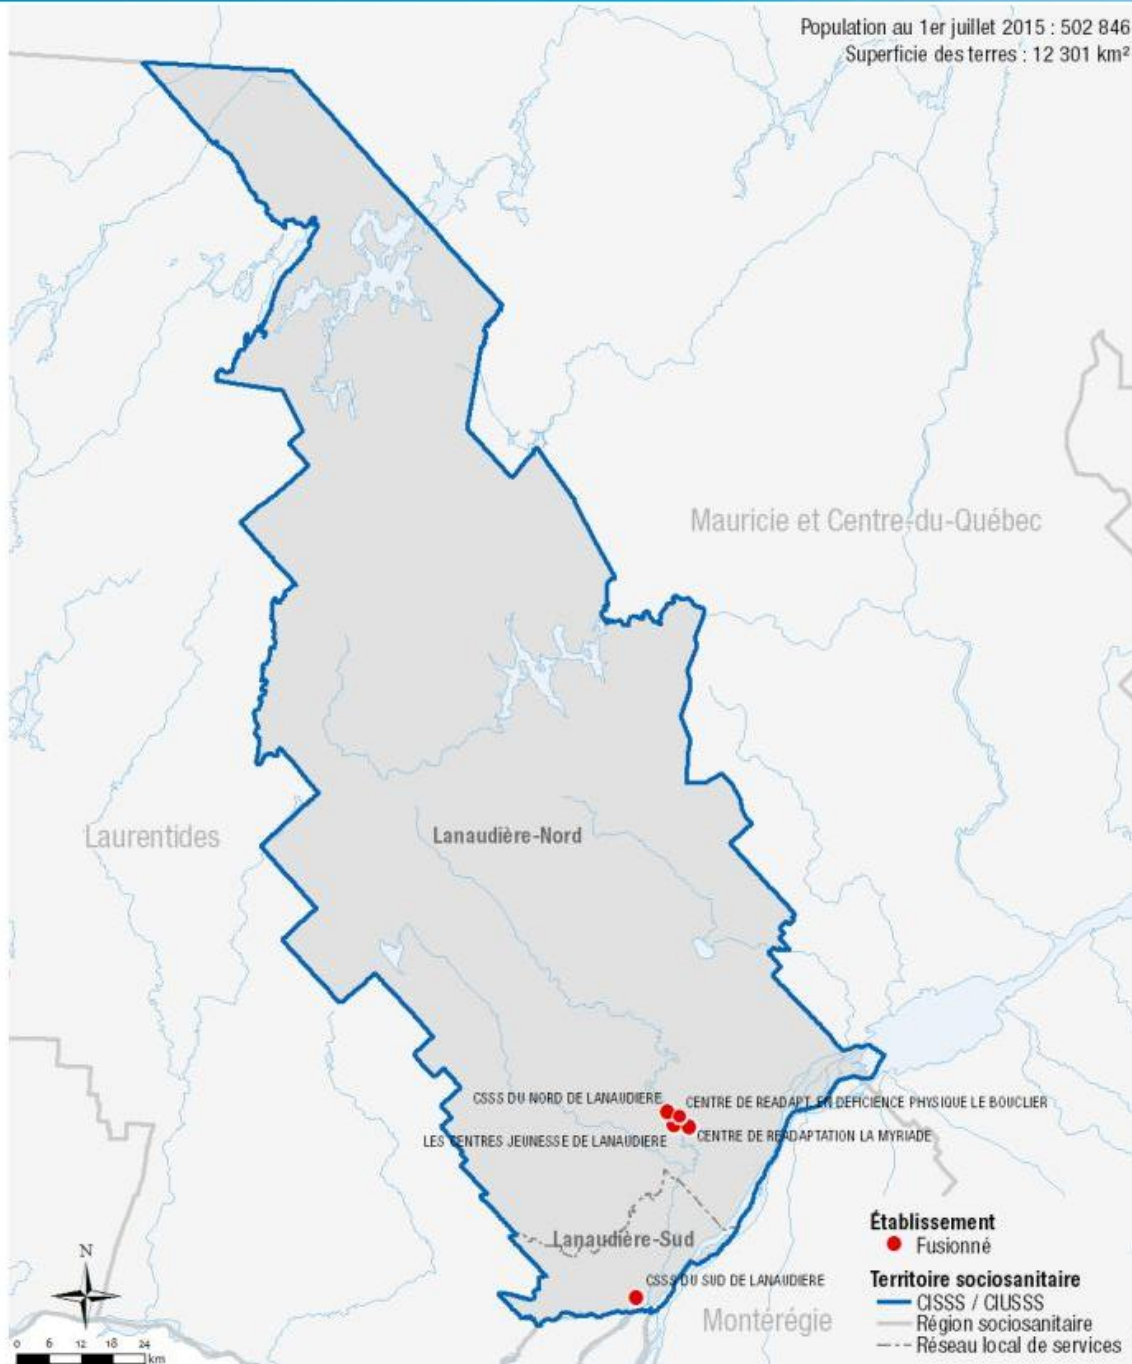 Population au 1er juillet 2015 : 502 846
Superficie des terres : 12 301 km²
Mauricie et Centre-du-Québec
Laurentides
Lanaudière-Nord
CSSS DU NORD DE LANAUDIERE
CENTRE DE READAPT. EN DEFICIENCE PHYSIQUE LE BOUCLIER
LES CENTRES JEUNESSE DE LANAUDIERE
CENTRE DE READAPTATION LA MYRIADE
Lanaudière-Sud
CSSS DU SUD DE LANAUDIERE
Montérégie
Établissement
Fusionné
Territoire sociosanitaire
CISSS / CIUSSS
Région sociosanitaire
Réseau local de services
N
0 6 12 18 24
km